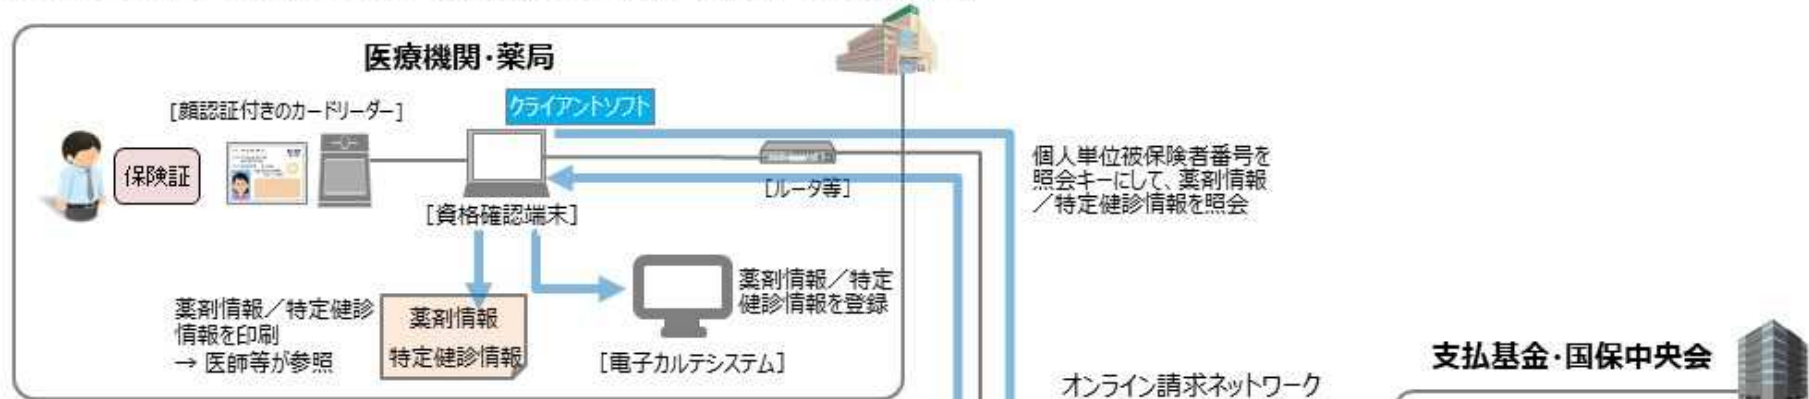 医療機関・薬局
[顔認証付きのカードリーダー]
クライアントソフト
保険証
[ルータ等]
[資格確認端末]
個人単位被保険者番号を
照会キーにして、薬剤情報
/特定健診情報を照会
薬剤情報/特定健診
情報を印刷
→ 医師等が参照
薬剤情報
特定健診情報
薬剤情報/特定
健診情報を登録
[電子カルテシステム]
オンライン請求ネットワーク
支払基金・国保中央会